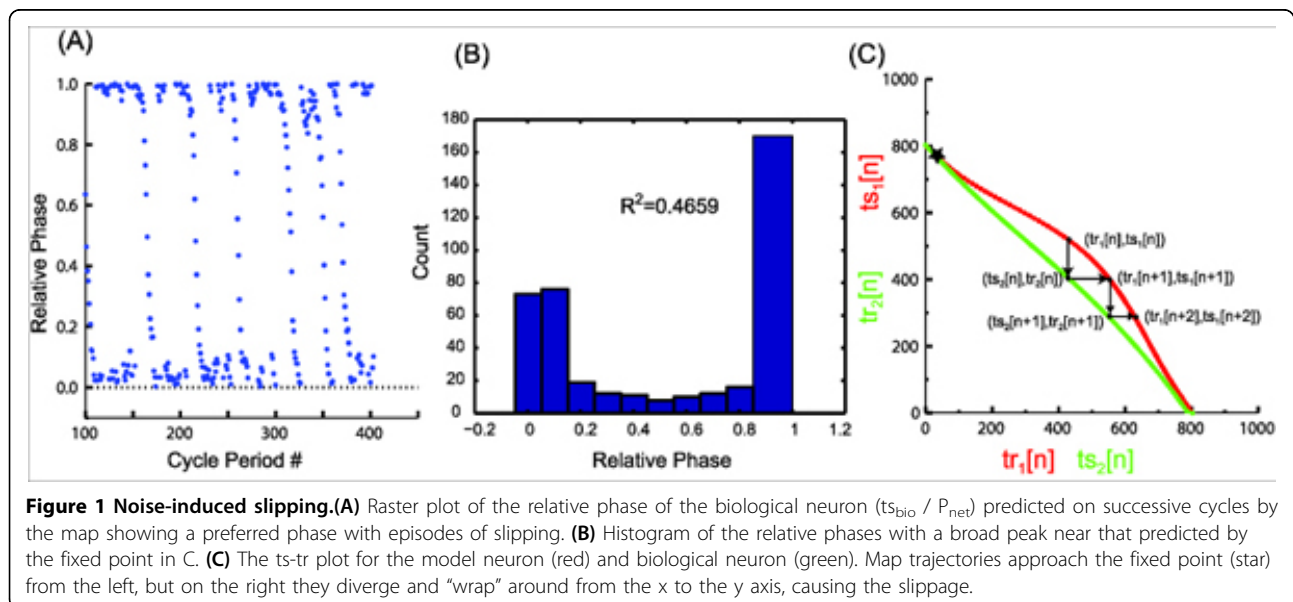 (A)
1.0
0.8
0.6
0.4
0.2
0.0
Relative Phase
100
200
300
400
Cycle Period #
(B)
180
160
140
120
100
80
60
40
20
0
Count
R²=0.4659
-0.2
0
0.2
0.4
0.6
0.8
1
1.2
Relative Phase
(C)
1000
800
600
400
200
0
tr₂[n] ts₁[n]
(tr₁[n],ts₁[n])
(ts₂[n],tr₂[n])
(tr₁[n+1],ts₁[n+1])
(ts₂[n+1],tr₂[n+1])
(tr₁[n+2],ts₁[n+2])
0
200
400
600
800
1000
tr₁[n] ts₂[n]
Figure 1 Noise-induced slipping.(A) Raster plot of the relative phase of the biological neuron (ts_bio / P_net) predicted on successive cycles by
the map showing a preferred phase with episodes of slipping. (B) Histogram of the relative phases with a broad peak near that predicted by
the fixed point in C. (C) The ts-tr plot for the model neuron (red) and biological neuron (green). Map trajectories approach the fixed point (star)
from the left, but on the right they diverge and “wrap” around from the x to the y axis, causing the slippage.